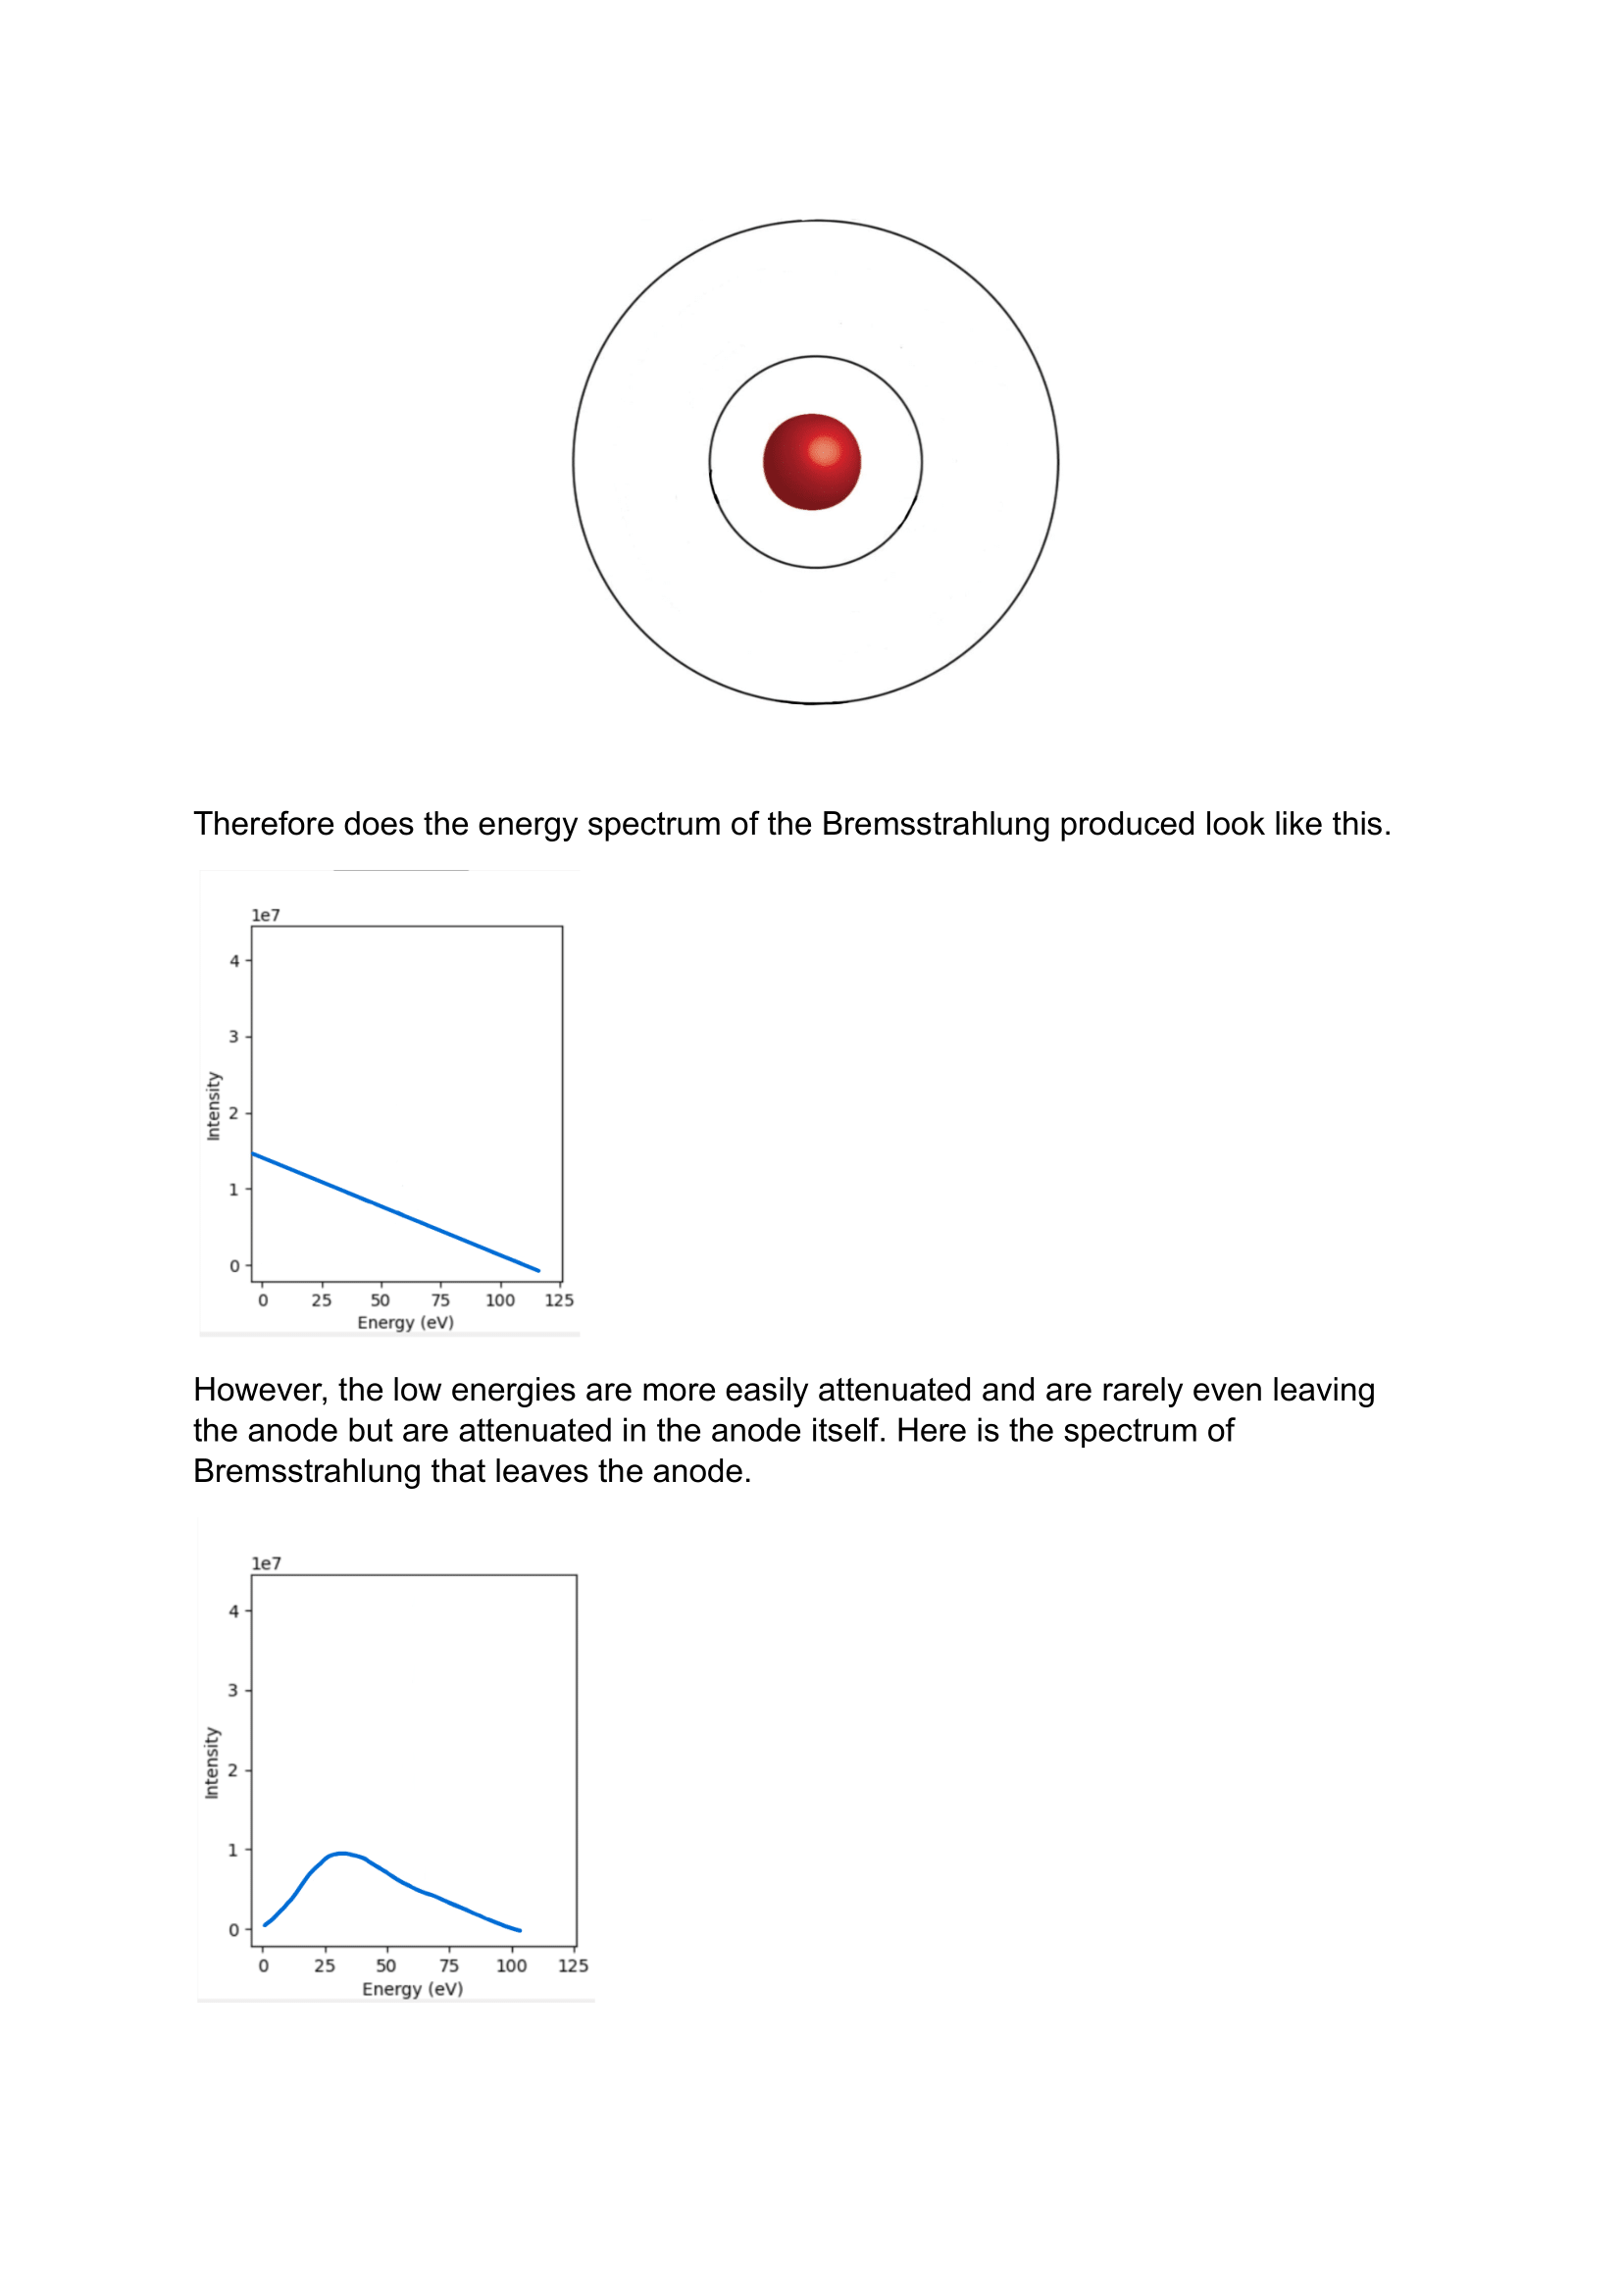 Therefore does the energy spectrum of the Bremsstrahlung produced look like this.
1e7
4
3
2
1
0
Intensity
0 25 50 75 100 125
Energy (eV)
However, the low energies are more easily attenuated and are rarely even leaving
the anode but are attenuated in the anode itself. Here is the spectrum of
Bremsstrahlung that leaves the anode.
1e7
4
3
2
1
0
Intensity
0 25 50 75 100 125
Energy (eV)